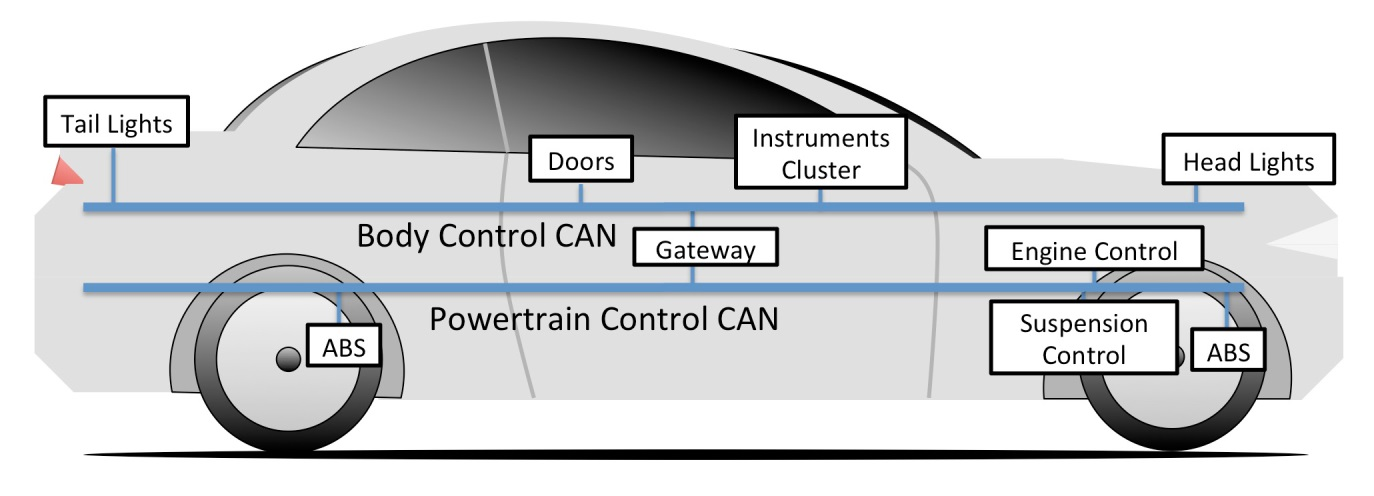 Tail Lights
Doors
Instruments
Cluster
Head Lights
Body Control CAN
Gateway
Engine Control
Powertrain Control CAN
ABS
Suspension
Control
ABS